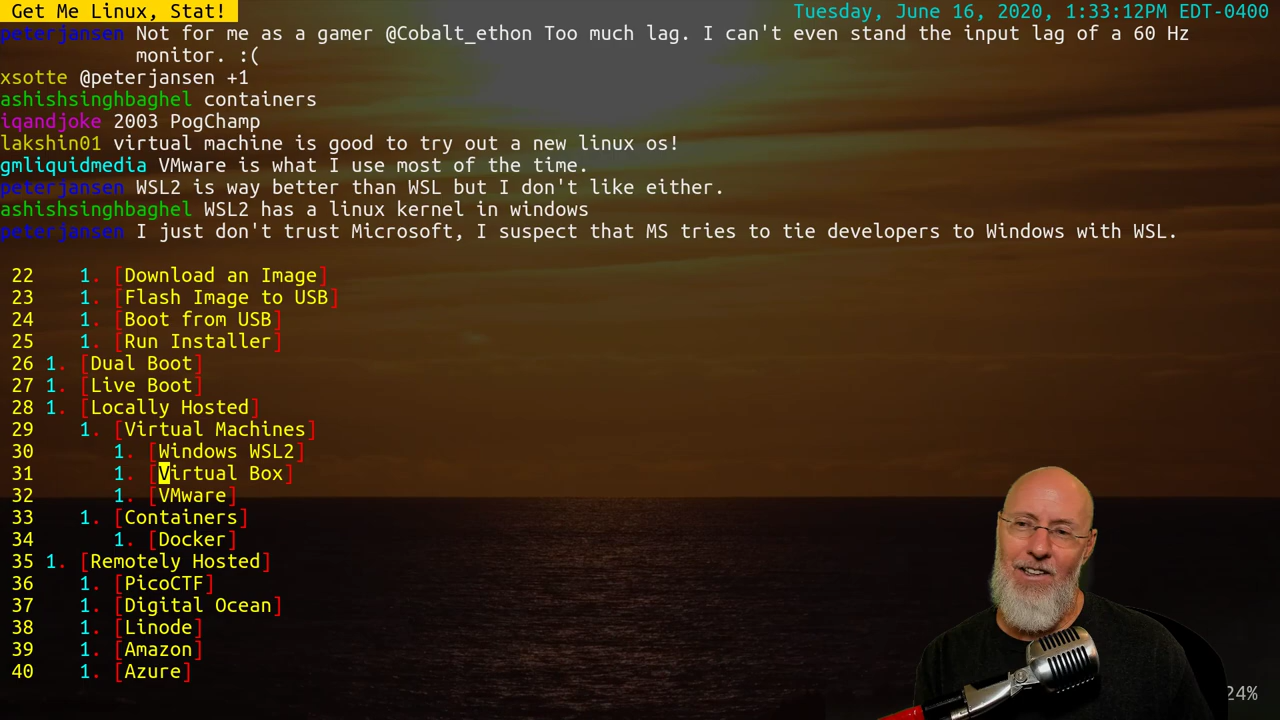 Get Me Linux, Stat!
Tuesday, June 16, 2020, 1:33:12PM EDT-0400
peterjansen Not for me as a gamer @Cobalt_ethon Too much lag. I can't even stand the input lag of a 60 Hz
monitor. :(
xsotte @peterjansen +1
ashishsinghbaghel containers
iqandjoke 2003 PogChamp
lakshin01 virtual machine is good to try out a new linux os!
gmliquidmedia VMware is what I use most of the time.
peterjansen WSL2 is way better than WSL but I don't like either.
ashishsinghbaghel WSL2 has a linux kernel in windows
peterjansen I just don't trust Microsoft, I suspect that MS tries to tie developers to Windows with WSL.
22 1. [Download an Image]
23 1. [Flash Image to USB]
24 1. [Boot from USB]
25 1. [Run Installer]
26 1. [Dual Boot]
27 1. [Live Boot]
28 1. [Locally Hosted]
29 1. [Virtual Machines]
30 1. [Windows WSL2]
31 1. [Virtual Box]
32 1. [VMware]
33 1. [Containers]
34 1. [Docker]
35 1. [Remotely Hosted]
36 1. [PicoCTF]
37 1. [Digital Ocean]
38 1. [Linode]
39 1. [Amazon]
40 1. [Azure]
24%